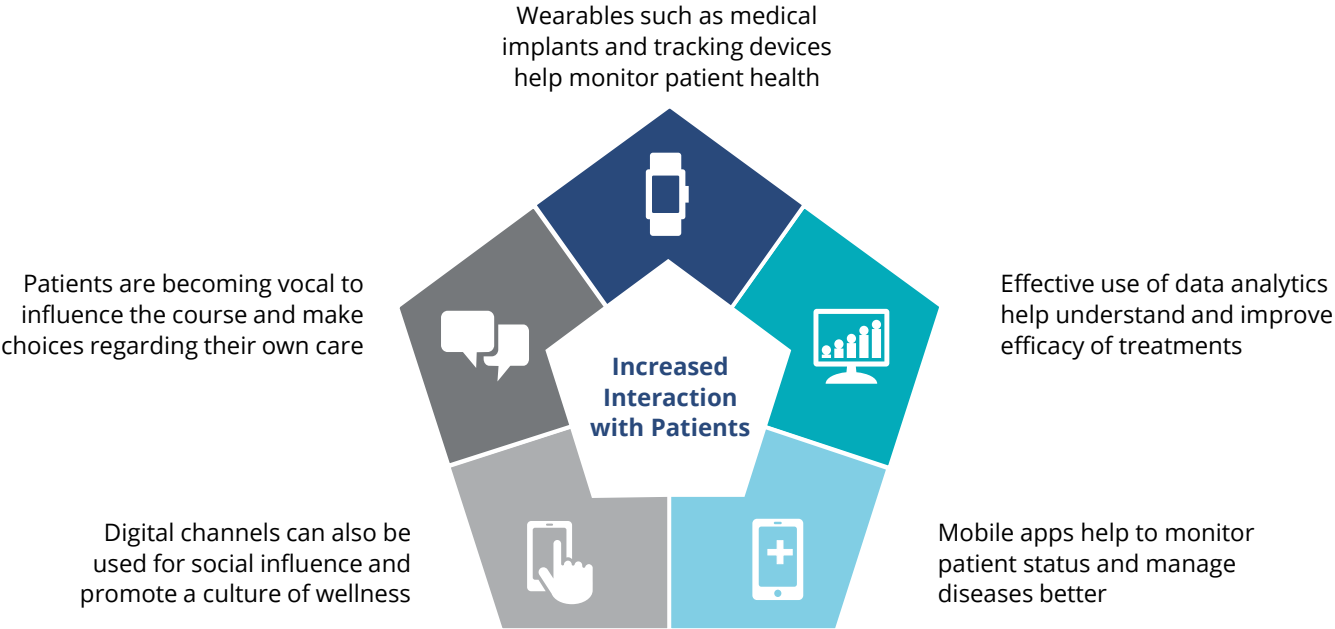 Wearables such as medical
implants and tracking devices
help monitor patient health
Patients are becoming vocal to
influence the course and make
choices regarding their own care
Effective use of data analytics
help understand and improve
efficacy of treatments
Increased
Interaction
with Patients
Digital channels can also be
used for social influence and
promote a culture of wellness
Mobile apps help to monitor
patient status and manage
diseases better